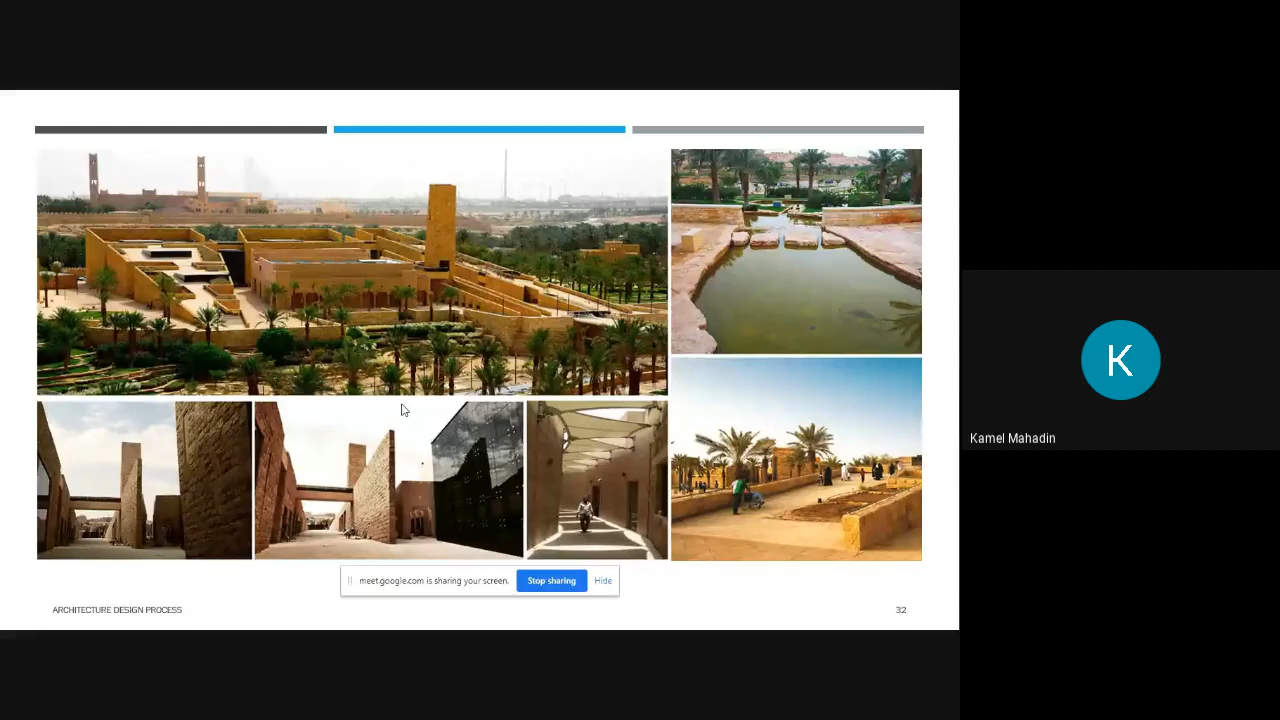 K
Kamel Mahadin
meet.google.com is sharing your screen.
Stop sharing
Hide
ARCHITECTURE DESIGN PROCESS
32